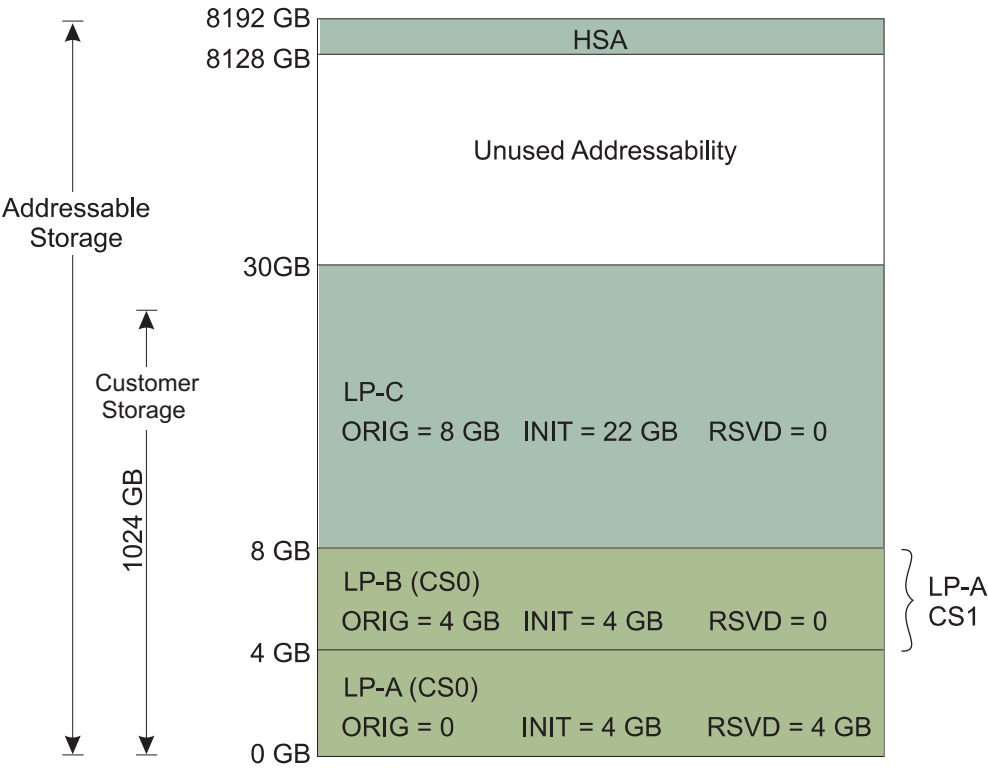 8192 GB
HSA
8128 GB
Unused Addressability
Addressable
Storage
30GB
Customer
Storage
1024 GB
LP-C
ORIG = 8 GB INIT = 22 GB RSVD = 0
8 GB
LP-B (CS0)
ORIG = 4 GB INIT = 4 GB RSVD = 0
LP-A
CS1
4 GB
LP-A (CS0)
ORIG = 0 INIT = 4 GB RSVD = 4 GB
0 GB